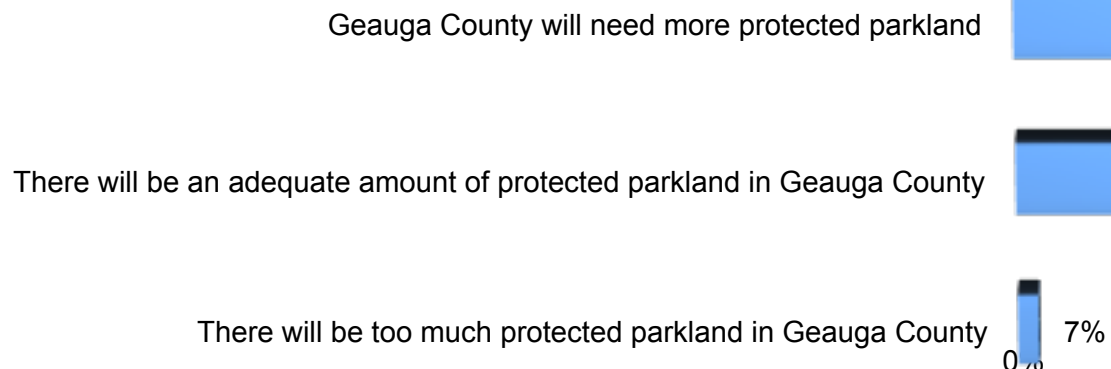 Geauga County will need more protected parkland
There will be an adequate amount of protected parkland in Geauga County
There will be too much protected parkland in Geauga County 7%
0%